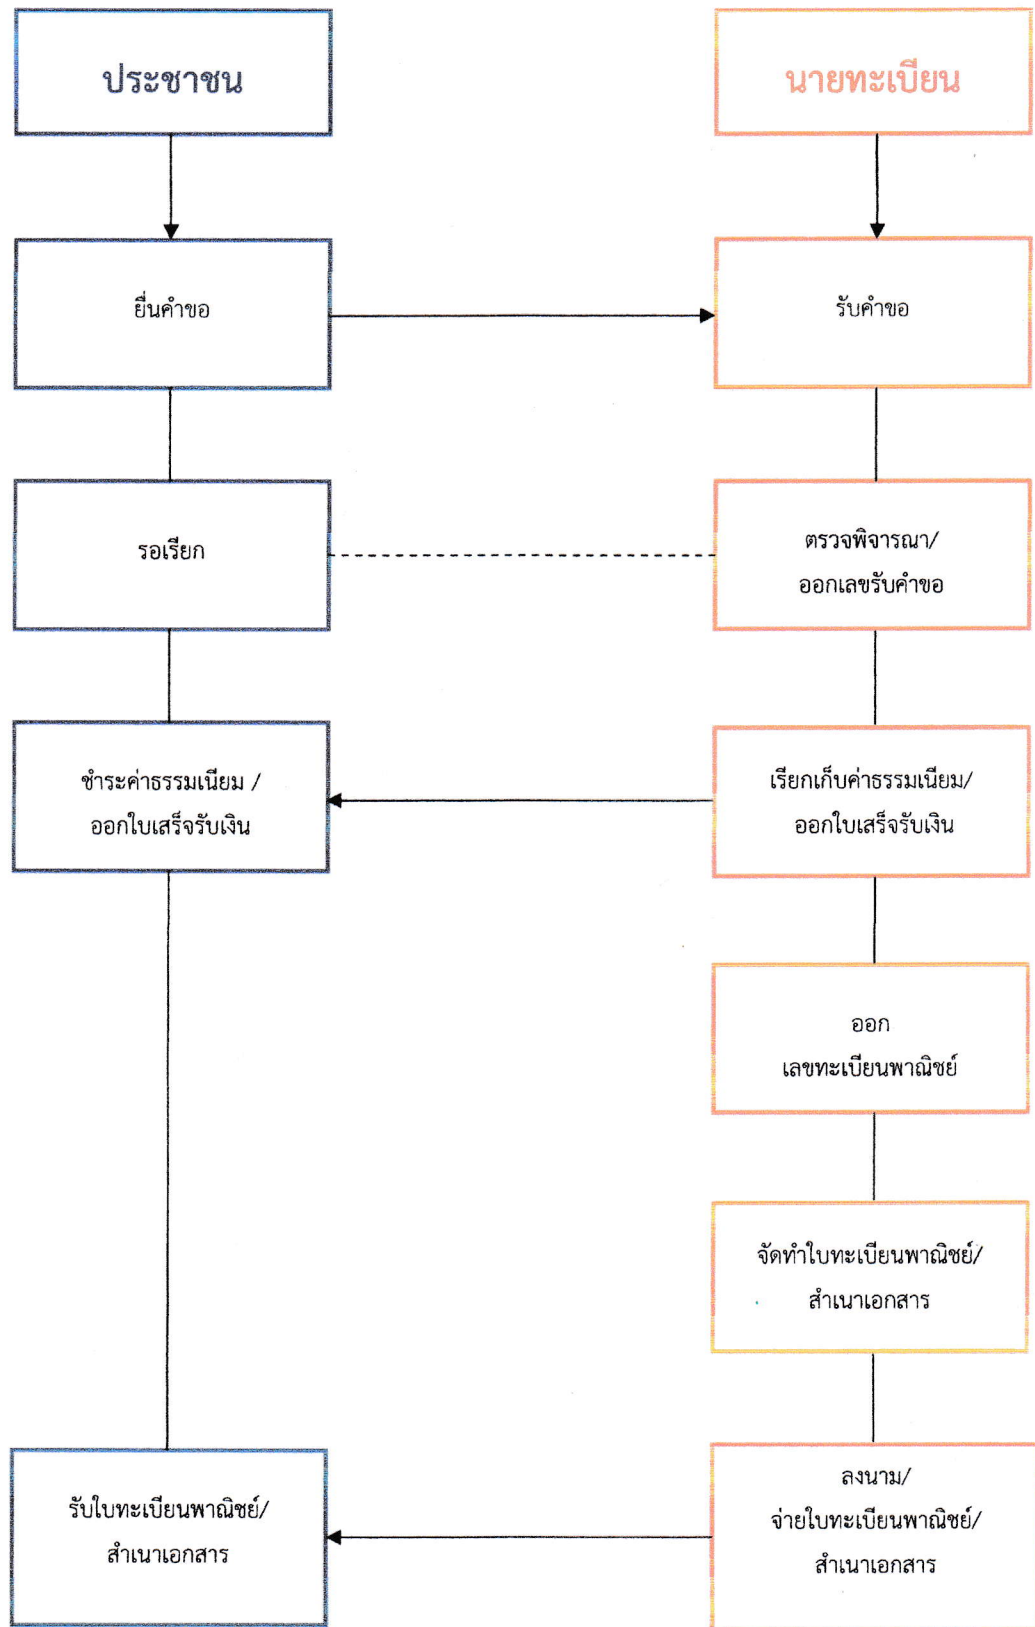 ประชาชน
นายทะเบียน
ยื่นคำขอ
รับคำขอ
รอเรียก
ตรวจพิจารณา/
ออกเลขรับคำขอ
ชำระค่าธรรมเนียม /
ออกใบเสร็จรับเงิน
เรียกเก็บค่าธรรมเนียม/
ออกใบเสร็จรับเงิน
ออก
เลขทะเบียนพาณิชย์
จัดทำใบทะเบียนพาณิชย์/
สำเนาเอกสาร
รับใบทะเบียนพาณิชย์/
สำเนาเอกสาร
ลงนาม/
จ่ายใบทะเบียนพาณิชย์/
สำเนาเอกสาร